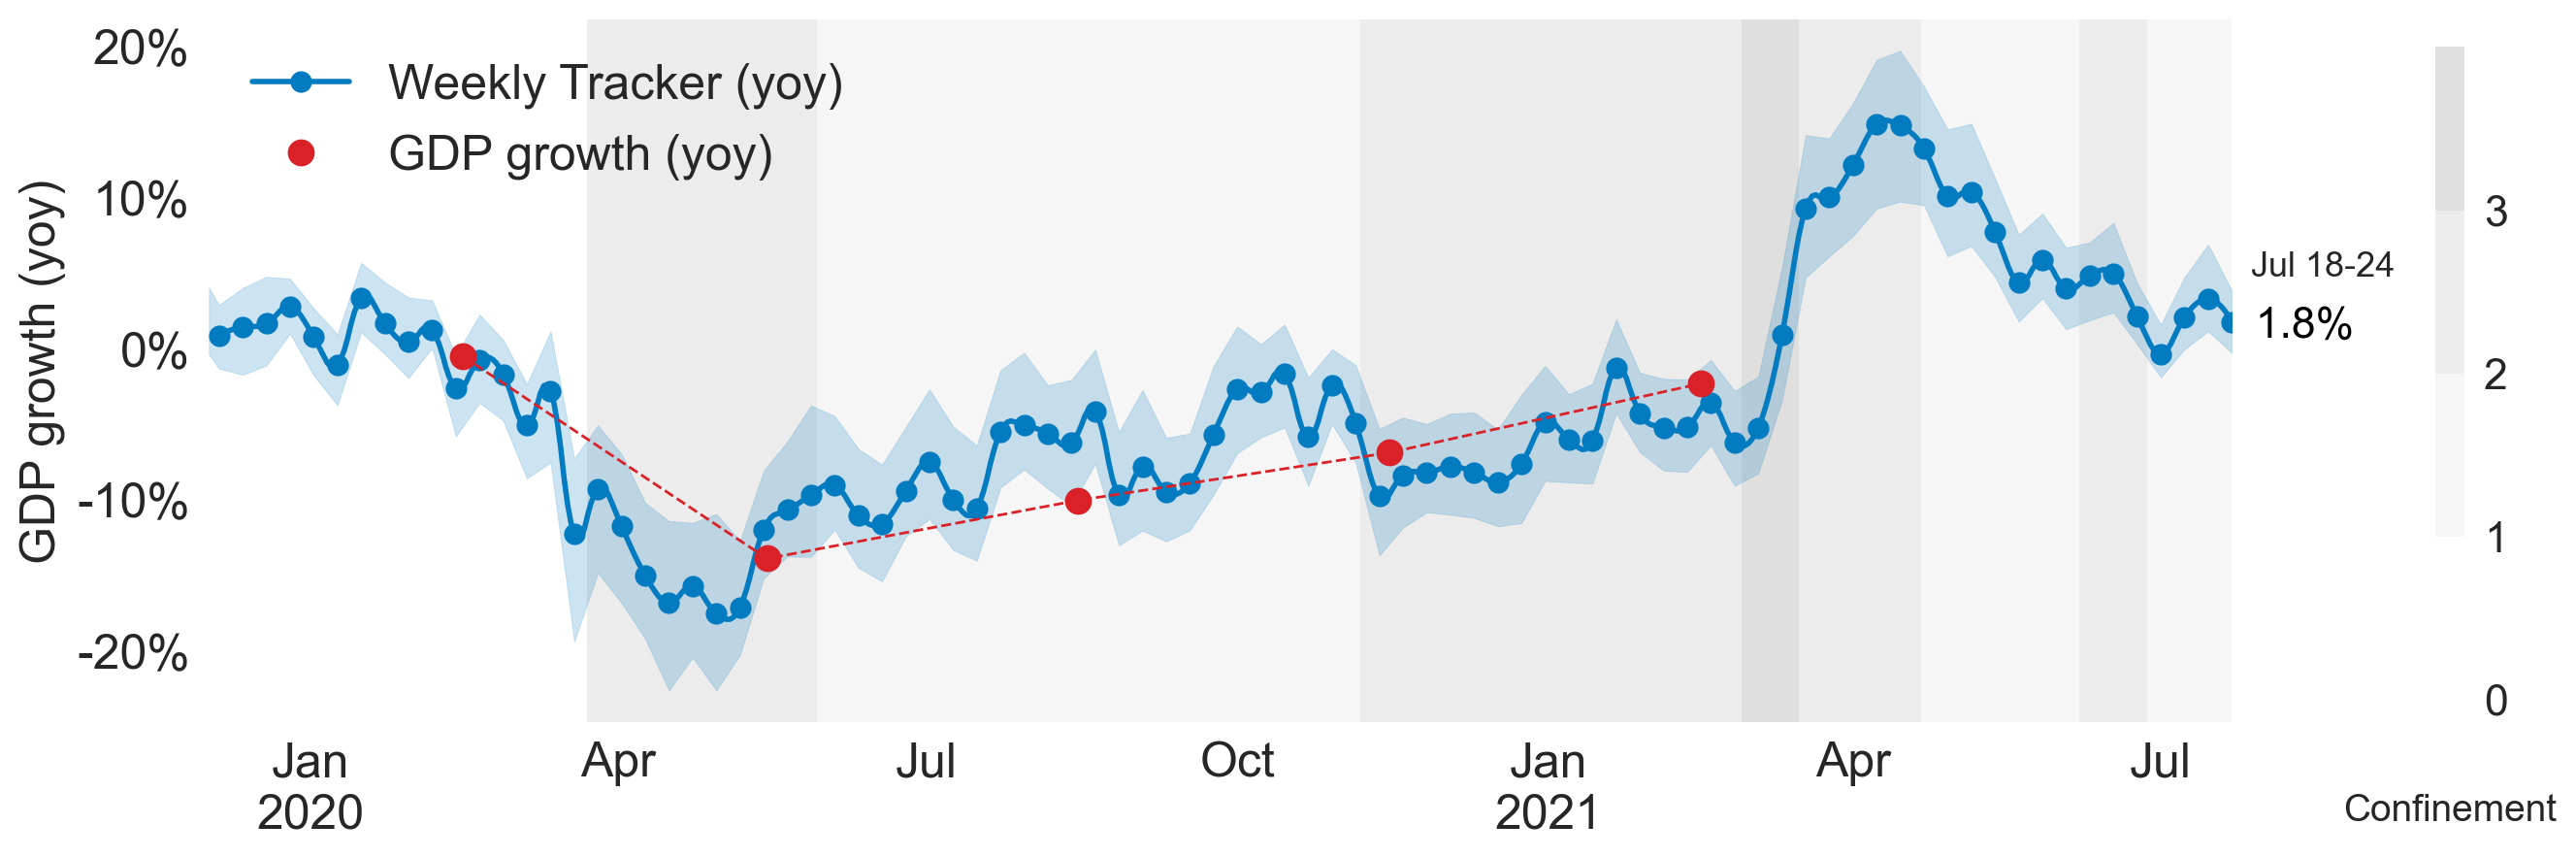 Weekly Tracker (yoy)
GDP growth (yoy)
GDP growth (yoy)
20%
10%
0%
-10%
-20%
Jan
2020
Apr
Jul
Oct
Jan
2021
Apr
Jul
Jul 18-24
1.8%
3
2
1
0
Confinement